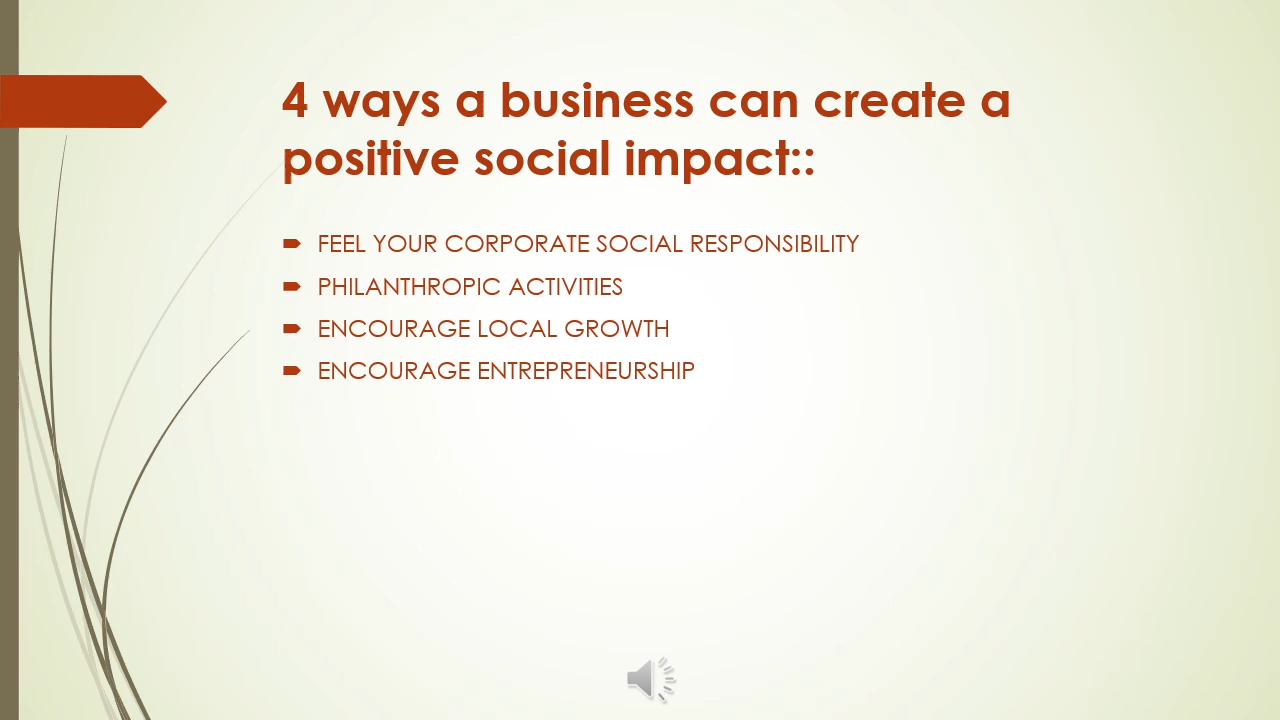 4 ways a business can create a
positive social impact::
FEEL YOUR CORPORATE SOCIAL RESPONSIBILITY
PHILANTHROPIC ACTIVITIES
ENCOURAGE LOCAL GROWTH
ENCOURAGE ENTREPRENEURSHIP